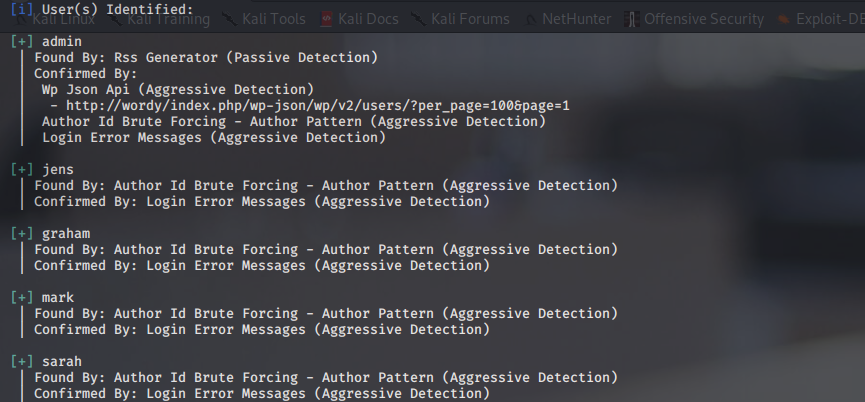 [i] User(s) Identified:
Kali Linux Kali Training Kali Tools Kali Docs Kali Forums NetHunter Offensive Security Exploit-DB
[+] admin
| Found By: Rss Generator (Passive Detection)
| Confirmed By:
|  Wp Json Api (Aggressive Detection)
|   - http://wordy/index.php/wp-json/wp/v2/users/?per_page=100&page=1
|  Author Id Brute Forcing - Author Pattern (Aggressive Detection)
|  Login Error Messages (Aggressive Detection)
[+] jens
| Found By: Author Id Brute Forcing - Author Pattern (Aggressive Detection)
| Confirmed By: Login Error Messages (Aggressive Detection)
[+] graham
| Found By: Author Id Brute Forcing - Author Pattern (Aggressive Detection)
| Confirmed By: Login Error Messages (Aggressive Detection)
[+] mark
| Found By: Author Id Brute Forcing - Author Pattern (Aggressive Detection)
| Confirmed By: Login Error Messages (Aggressive Detection)
[+] sarah
| Found By: Author Id Brute Forcing - Author Pattern (Aggressive Detection)
| Confirmed By: Login Error Messages (Aggressive Detection)